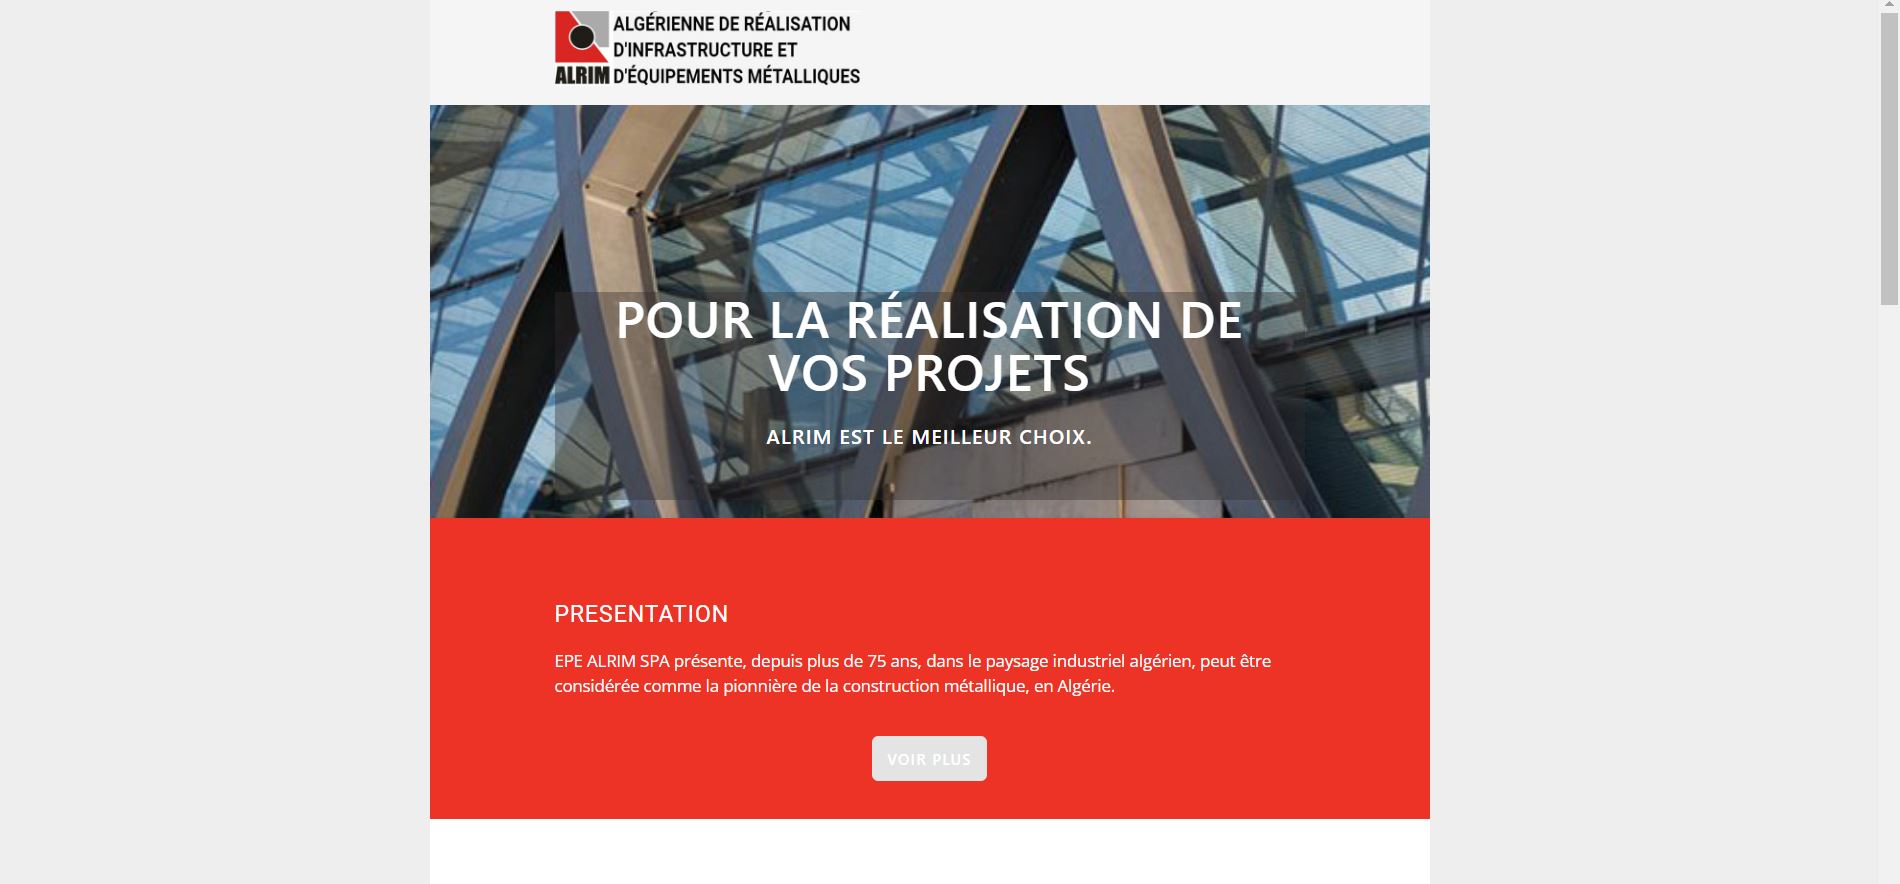 ALGÉRIENNE DE RÉALISATION
D'INFRASTRUCTURE ET
ALRIM D'ÉQUIPEMENTS MÉTALLIQUES
POUR LA RÉALISATION DE
VOS PROJETS
ALRIM EST LE MEILLEUR CHOIX.
PRESENTATION
EPE ALRIM SPA présente, depuis plus de 75 ans, dans le paysage industriel algérien, peut être
considérée comme la pionnière de la construction métallique, en Algérie.
VOIR PLUS